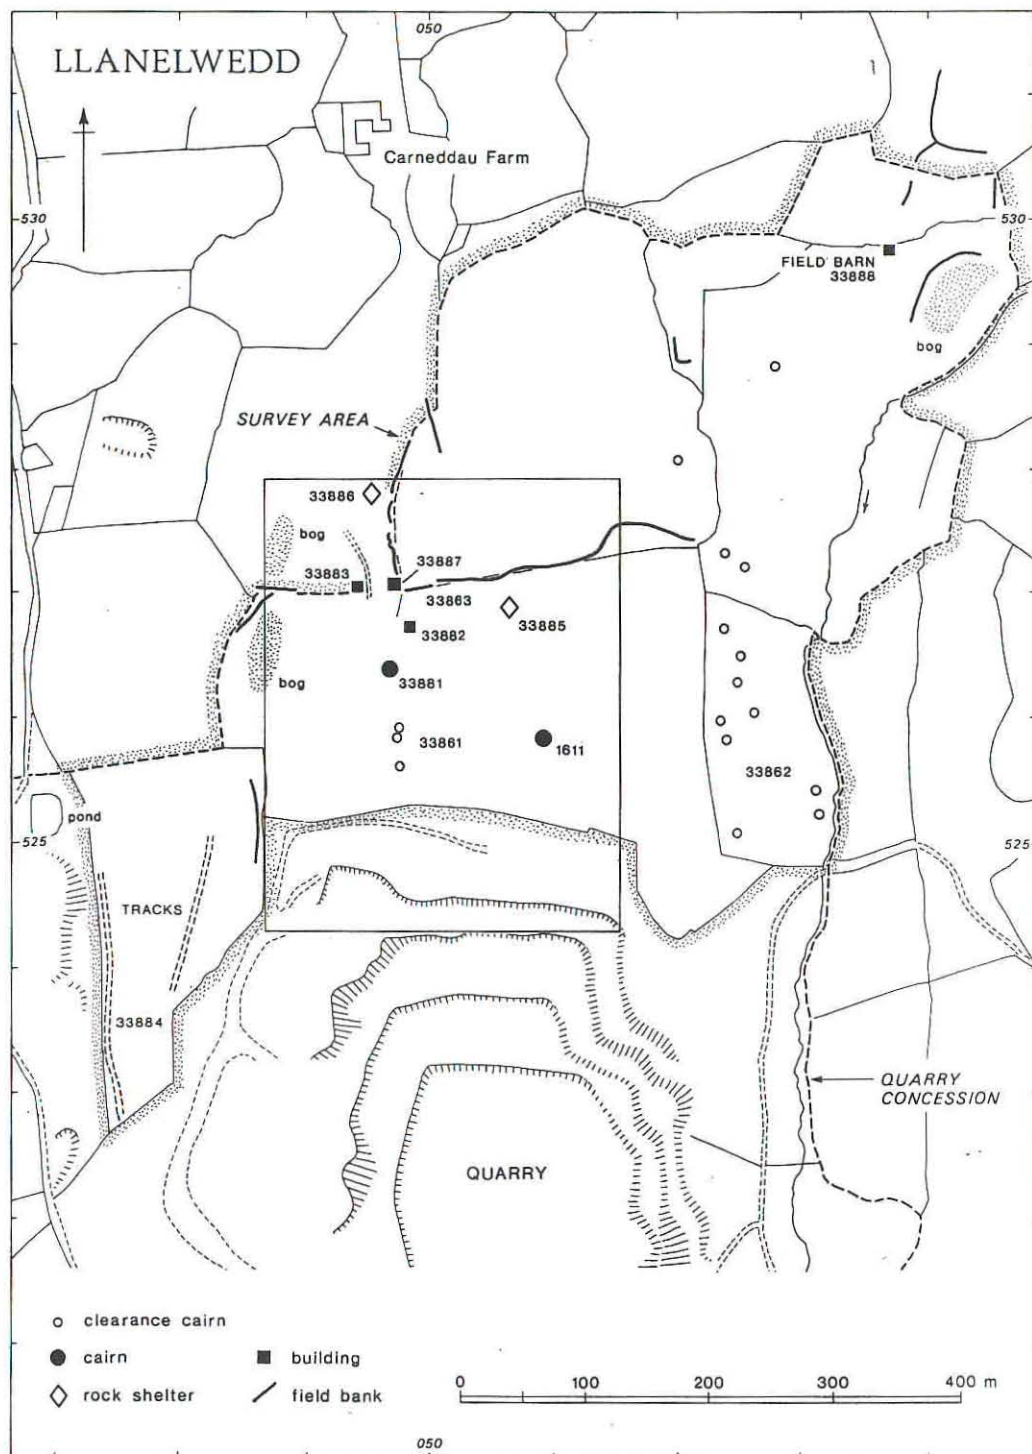 050
LLANELWEDD
Carneddau Farm
530
530
FIELD BARN
33888
bog
SURVEY AREA
33886
bog
33883
33887
33863
33885
33882
bog
33881
33861
1611
33862
pond
525
525
TRACKS
33884
QUARRY
CONCESSION
QUARRY
clearance cairn
cairn
building
rock shelter
field bank
0 100 200 300 400 m
050